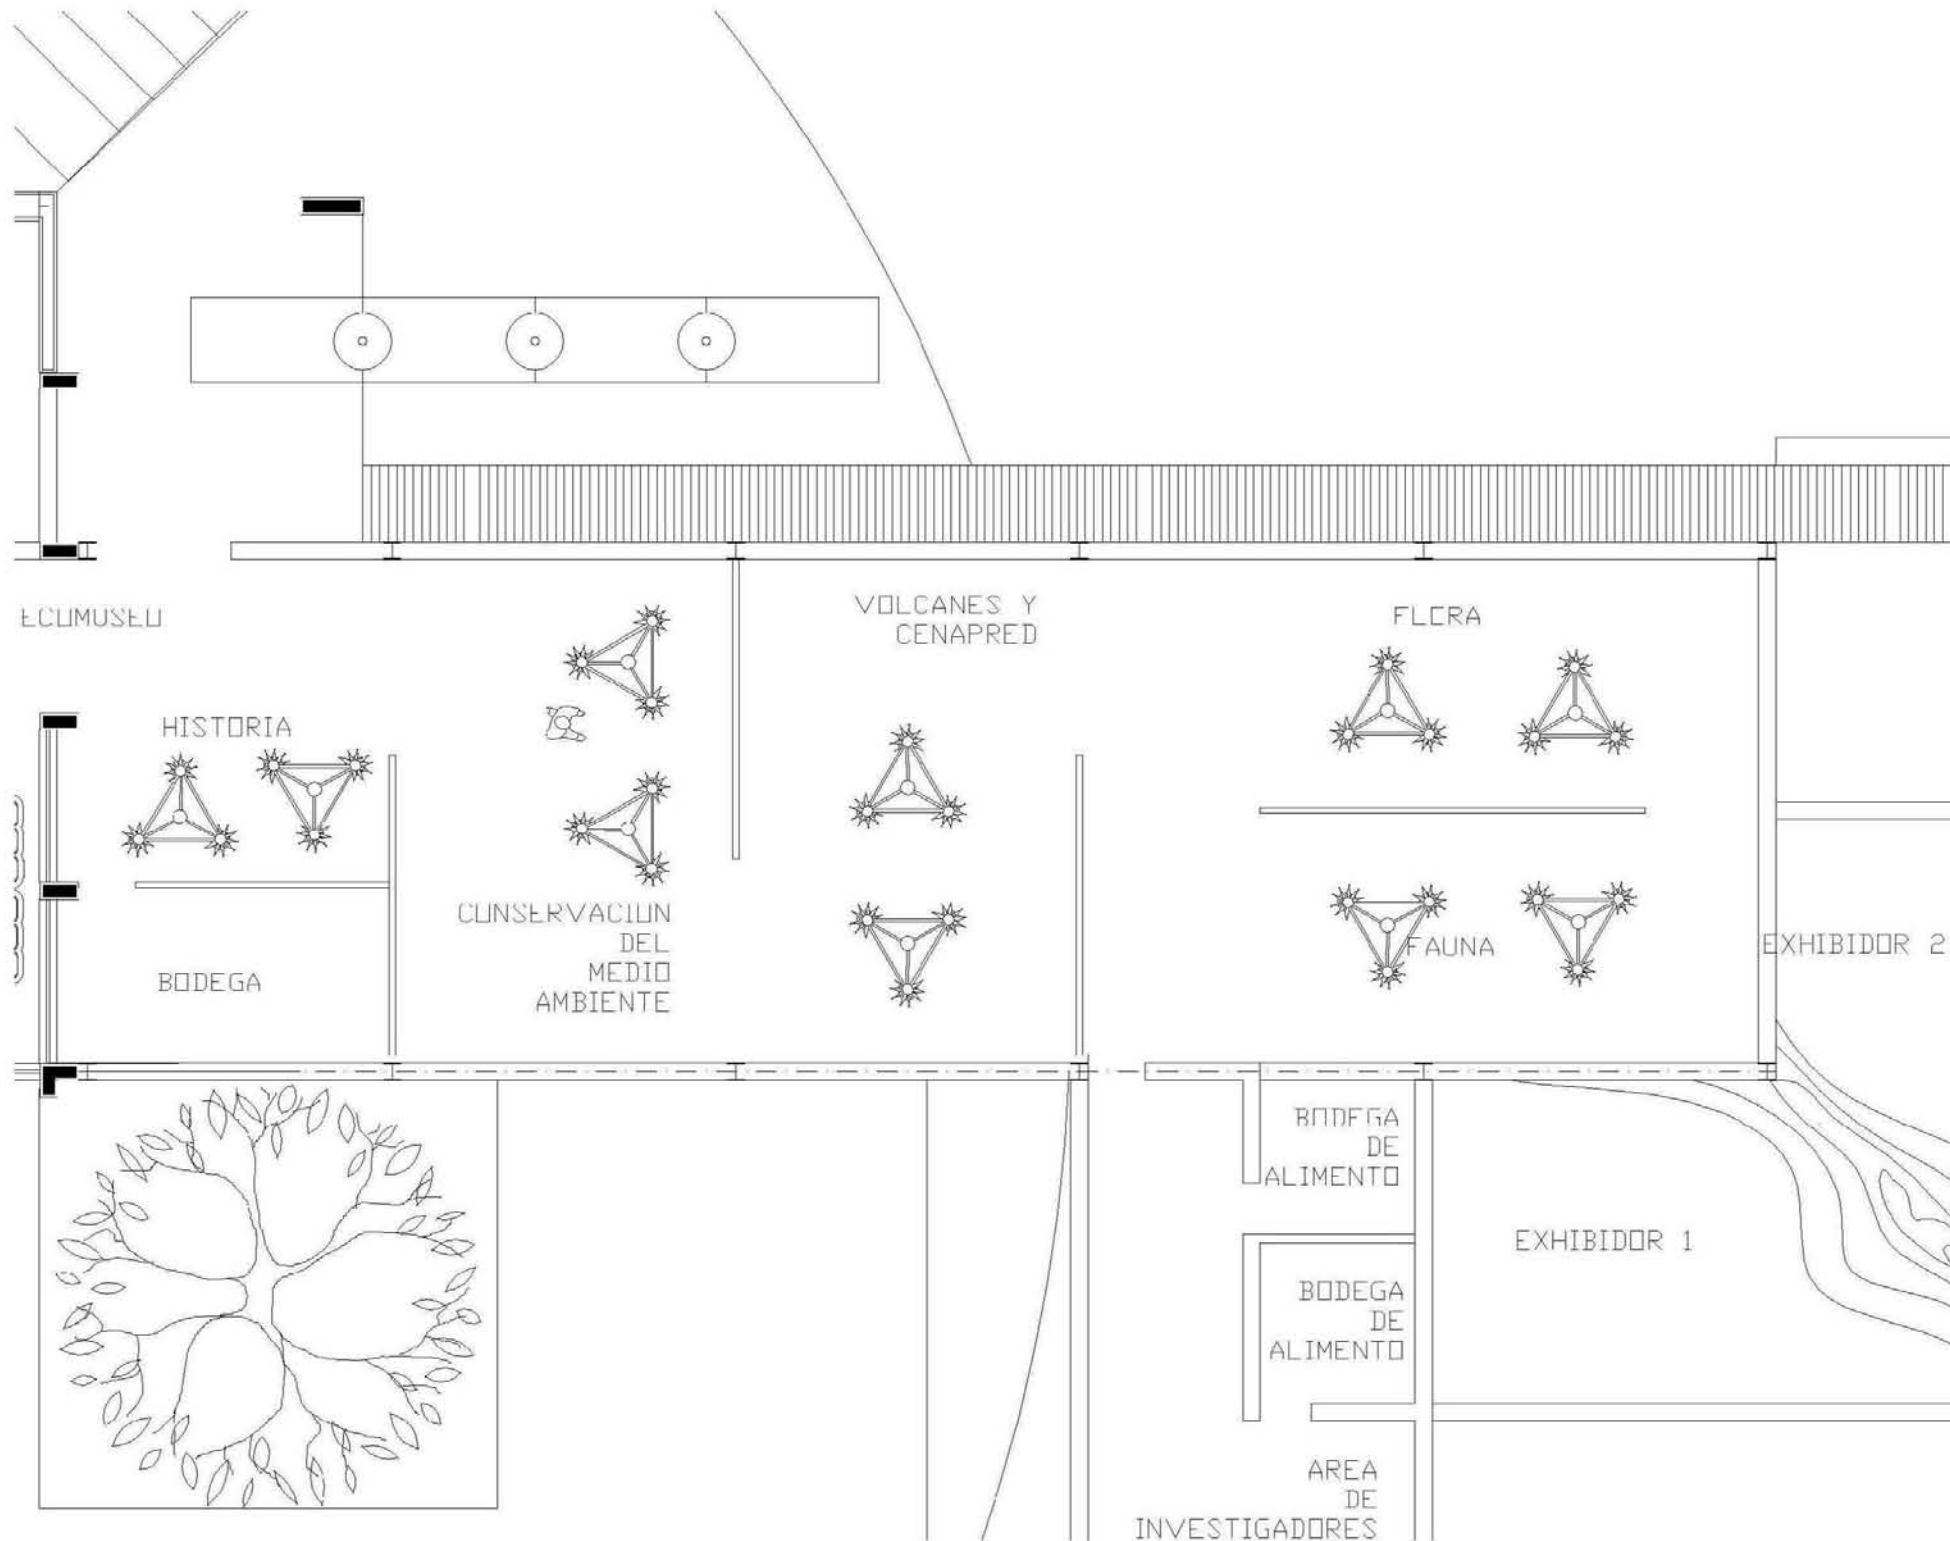 ECOMUSEO
HISTORIA
BODEGA
CONSERVACION
DEL
MEDIO
AMBIENTE
VOLCANES Y
CENAPRED
FLORA
FAUNA
EXHIBIDOR 2
BODEGA
DE
ALIMENTO
EXHIBIDOR 1
BODEGA
DE
ALIMENTO
AREA
DE
INVESTIGADORES